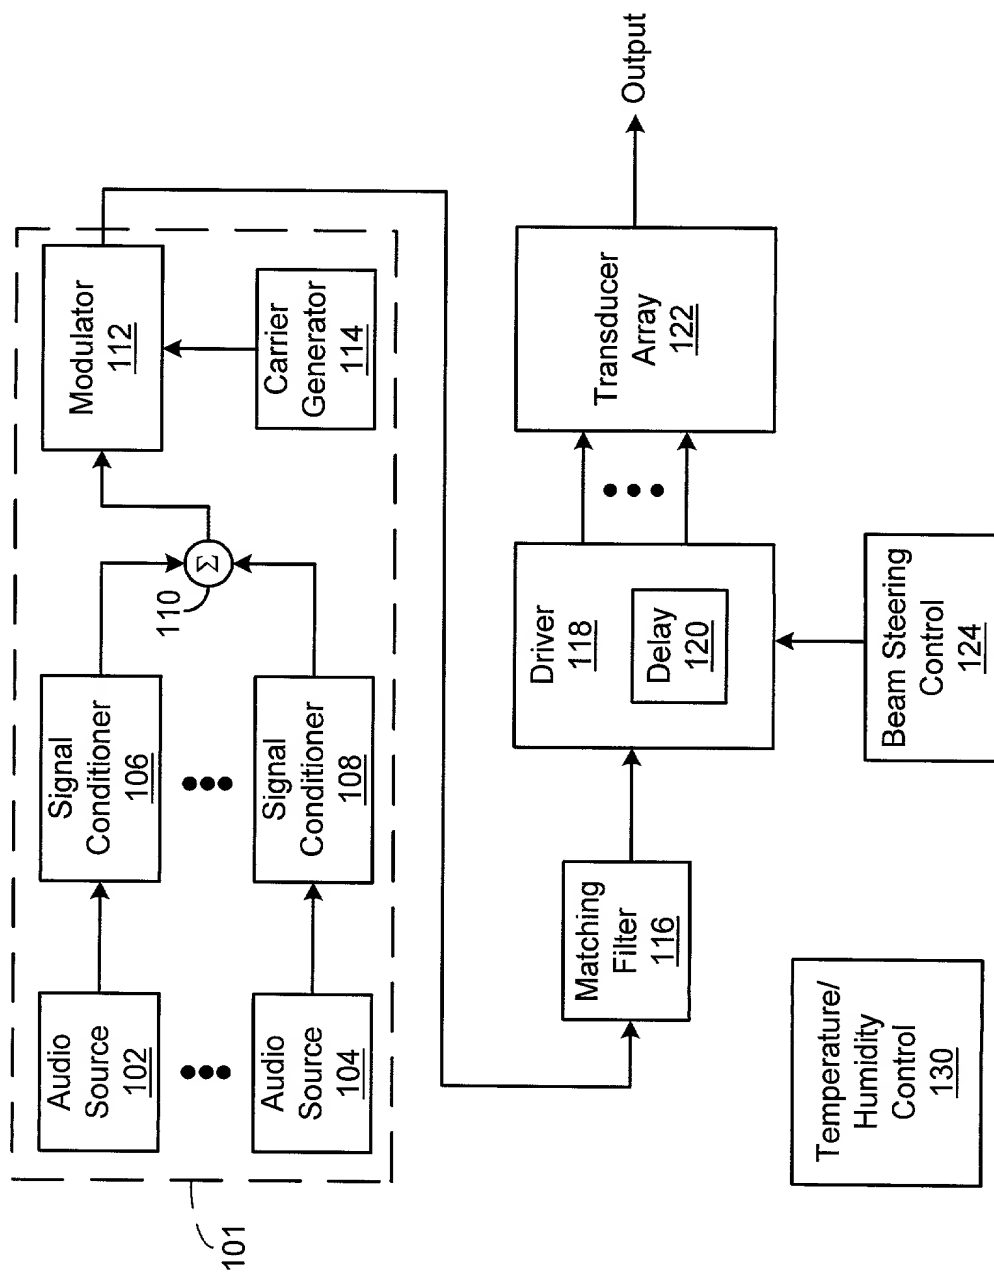 101
Audio
Source
102
Audio
Source
104
Signal
Conditioner
106
Signal
Conditioner
108
110
Σ
Modulator
112
Carrier
Generator
114
Matching
Filter
116
Driver
118
Delay
120
Transducer
Array
122
Output
Temperature/
Humidity
Control
130
Beam Steering
Control
124